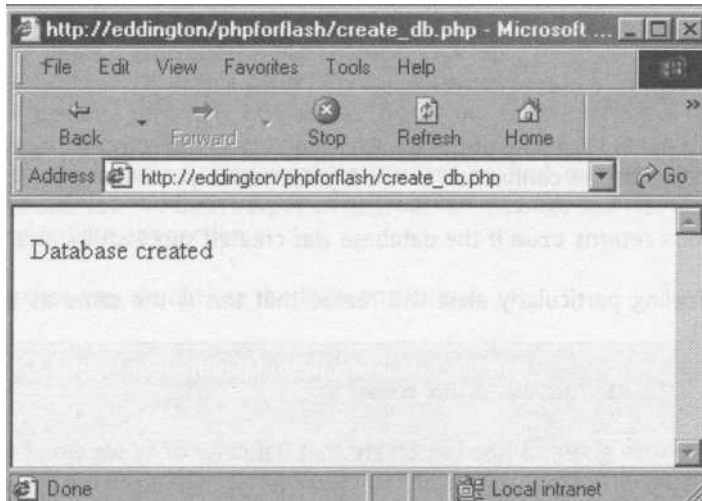 http://eddington/phpforflash/create_db.php - Microsoft ...
File Edit View Favorites Tools Help
Back Forward Stop Refresh Home »
Address http://eddington/phpforflash/create_db.php Go
Database created
Done Local intranet